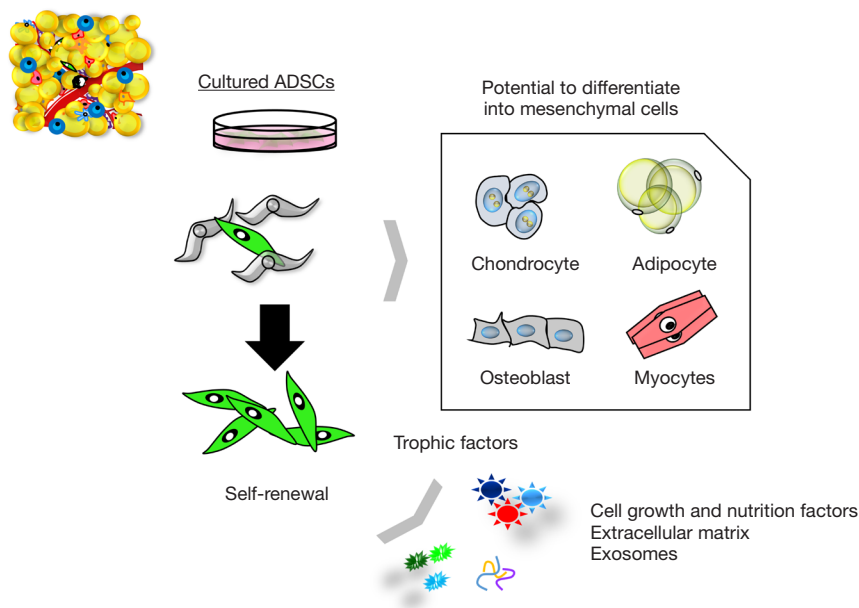 Cultured ADSCs
Potential to differentiate
into mesenchymal cells
Chondrocyte
Adipocyte
Osteoblast
Myocytes
Self-renewal
Trophic factors
Cell growth and nutrition factors
Extracellular matrix
Exosomes